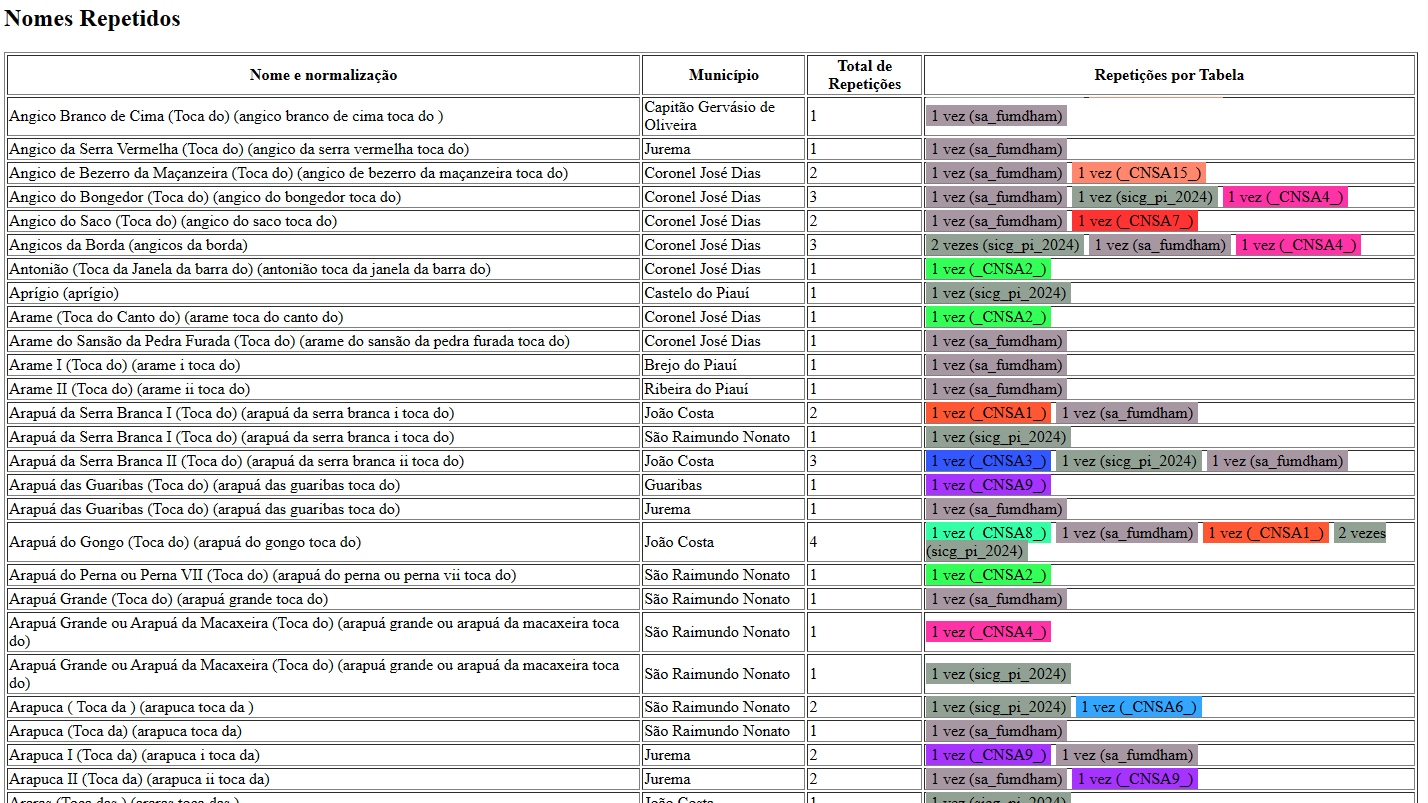 Nomes Repetidos
Nome e normalização Município Total de Repetições Repetições por Tabela
Angico Branco de Cima (Toca do) (angico branco de cima toca do ) Capitão Gervásio de Oliveira 1 1 vez (sa_fumdham)
Angico da Serra Vermelha (Toca do) (angico da serra vermelha toca do) Jurema 1 1 vez (sa_fumdham)
Angico de Bezerro da Maçanzeira (Toca do) (angico de bezerro da maçanzeira toca do) Coronel José Dias 2 1 vez (sa_fumdham) 1 vez (_CNSA15_)
Angico do Bongedor (Toca do) (angico do bongedor toca do) Coronel José Dias 3 1 vez (sa_fumdham) 1 vez (sicg_pi_2024) 1 vez (_CNSA4_)
Angico do Saco (Toca do) (angico do saco toca do) Coronel José Dias 2 1 vez (sa_fumdham) 1 vez (_CNSA7_)
Angicos da Borda (angicos da borda) Coronel José Dias 3 2 vezes (sicg_pi_2024) 1 vez (sa_fumdham) 1 vez (_CNSA4_)
Antonião (Toca da Janela da barra do) (antonião toca da janela da barra do) Coronel José Dias 1 1 vez (_CNSA2_)
Aprígio (aprígio) Castelo do Piauí 1 1 vez (sicg_pi_2024)
Arame (Toca do Canto do) (arame toca do canto do) Coronel José Dias 1 1 vez (_CNSA2_)
Arame do Sansão da Pedra Furada (Toca do) (arame do sansão da pedra furada toca do) Coronel José Dias 1 1 vez (sa_fumdham)
Arame I (Toca do) (arame i toca do) Brejo do Piauí 1 1 vez (sa_fumdham)
Arame II (Toca do) (arame ii toca do) Ribeira do Piauí 1 1 vez (sa_fumdham)
Arapuá da Serra Branca I (Toca do) (arapuá da serra branca i toca do) João Costa 2 1 vez (_CNSA1_) 1 vez (sa_fumdham)
Arapuá da Serra Branca I (Toca do) (arapuá da serra branca i toca do) São Raimundo Nonato 1 1 vez (sicg_pi_2024)
Arapuá da Serra Branca II (Toca do) (arapuá da serra branca ii toca do) João Costa 3 1 vez (_CNSA3_) 1 vez (sicg_pi_2024) 1 vez (sa_fumdham)
Arapuá das Guaribas (Toca do) (arapuá das guaribas toca do) Guaribas 1 1 vez (_CNSA9_)
Arapuá das Guaribas (Toca do) (arapuá das guaribas toca do) Jurema 1 1 vez (sa_fumdham)
Arapuá do Gongo (Toca do) (arapuá do gongo toca do) João Costa 4 1 vez (_CNSA8_) 1 vez (sa_fumdham) 1 vez (_CNSA1_) 2 vezes (sicg_pi_2024)
Arapuá do Perna ou Perna VII (Toca do) (arapuá do perna ou perna vii toca do) São Raimundo Nonato 1 1 vez (_CNSA2_)
Arapuá Grande (Toca do) (arapuá grande toca do) São Raimundo Nonato 1 1 vez (sa_fumdham)
Arapuá Grande ou Arapuá da Macaxeira (Toca do) (arapuá grande ou arapuá da macaxeira toca do) São Raimundo Nonato 1 1 vez (_CNSA4_)
Arapuá Grande ou Arapuá da Macaxeira (Toca do) (arapuá grande ou arapuá da macaxeira toca do) São Raimundo Nonato 1 1 vez (sicg_pi_2024)
Arapuca ( Toca da ) (arapuca toca da ) São Raimundo Nonato 2 1 vez (sicg_pi_2024) 1 vez (_CNSA6_)
Arapuca (Toca da) (arapuca toca da) São Raimundo Nonato 1 1 vez (sa_fumdham)
Arapuca I (Toca da) (arapuca i toca da) Jurema 2 1 vez (_CNSA9_) 1 vez (sa_fumdham)
Arapuca II (Toca da) (arapuca ii toca da) Jurema 2 1 vez (sa_fumdham) 1 vez (_CNSA9_)